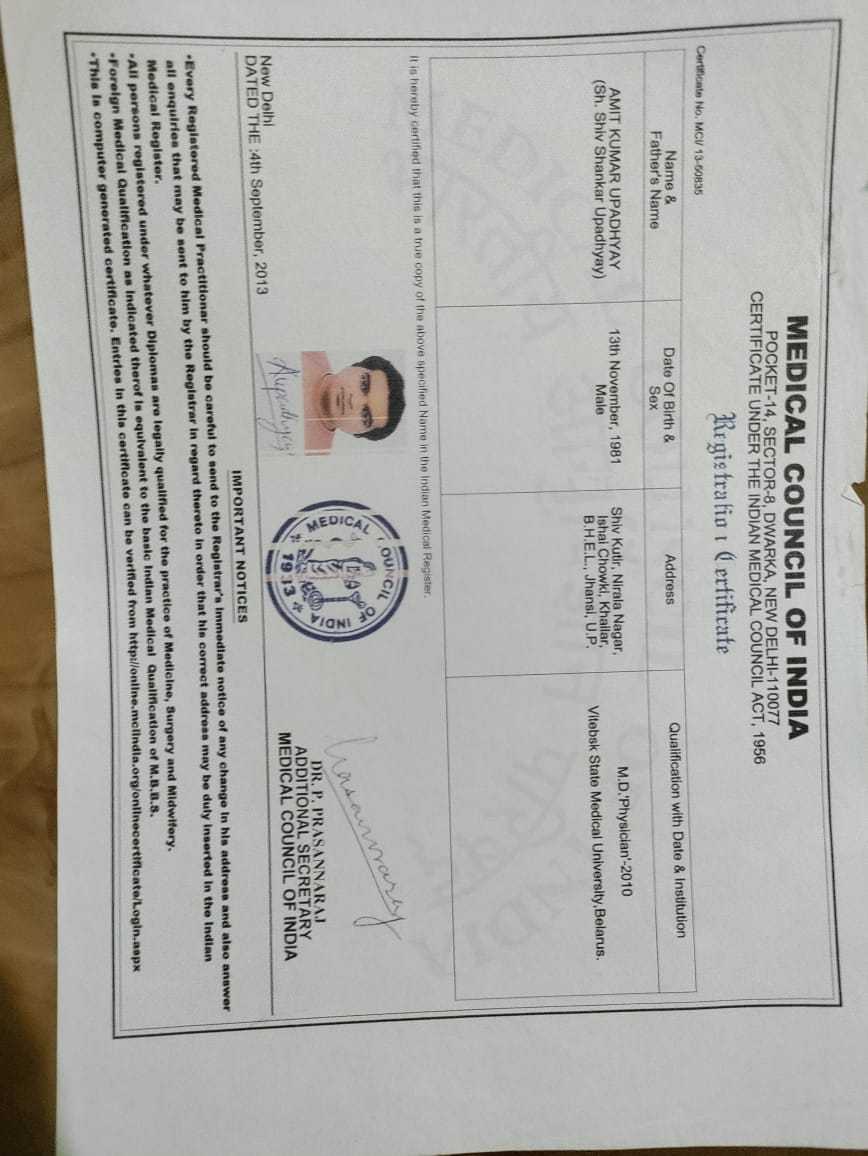 MEDICAL COUNCIL OF INDIA
POCKET-14, SECTOR-8, DWARKA, NEW DELHI-110077
CERTIFICATE UNDER THE INDIAN MEDICAL COUNCIL ACT, 1956
Registration Certificate
Certificate No. MCI/ 13-50835
Name &
Father's Name
Date Of Birth &
Sex
Address
Qualification with Date & Institution
AMIT KUMAR UPADHYAY
(Sh. Shiv Shankar Upadhyay)
13th November, 1981
Male
Shiv Kutir, Nirala Nagar,
Ishai Chowki, Khailar,
B.H.E.L., Jhansi, U.P.
M.D.'Physician'-2010
Vitebsk State Medical University, Belarus.
It is hereby certified that this is a true copy of the above specified Name in the Indian Medical Register.
Aupadhyay
MEDICAL COUNCIL OF INDIA
* 1933 *
New Delhi
DATED THE :4th September, 2013
Prasannaraj
DR. P. PRASANNARAJ
ADDITIONAL SECRETARY
MEDICAL COUNCIL OF INDIA
IMPORTANT NOTICES
•Every Registered Medical Practitionar should be careful to send to the Registrar's immediate notice of any change in his address and also answer
all enquiries that may be sent to him by the Registrar in regard thereto in order that his correct address may be duly inserted in the Indian
Medical Register.
•All persons registered under whatever Diplomas are legally qualified for the practice of Medicine, Surgery and Midwifery.
•Foreign Medical Qualification as indicated therof is equivalent to the basic Indian Medical Qualification of M.B.B.S.
•This is computer generated certificate. Entries in this certificate can be verified from http://online.mciindia.org/onlinecertificate/Login.aspx